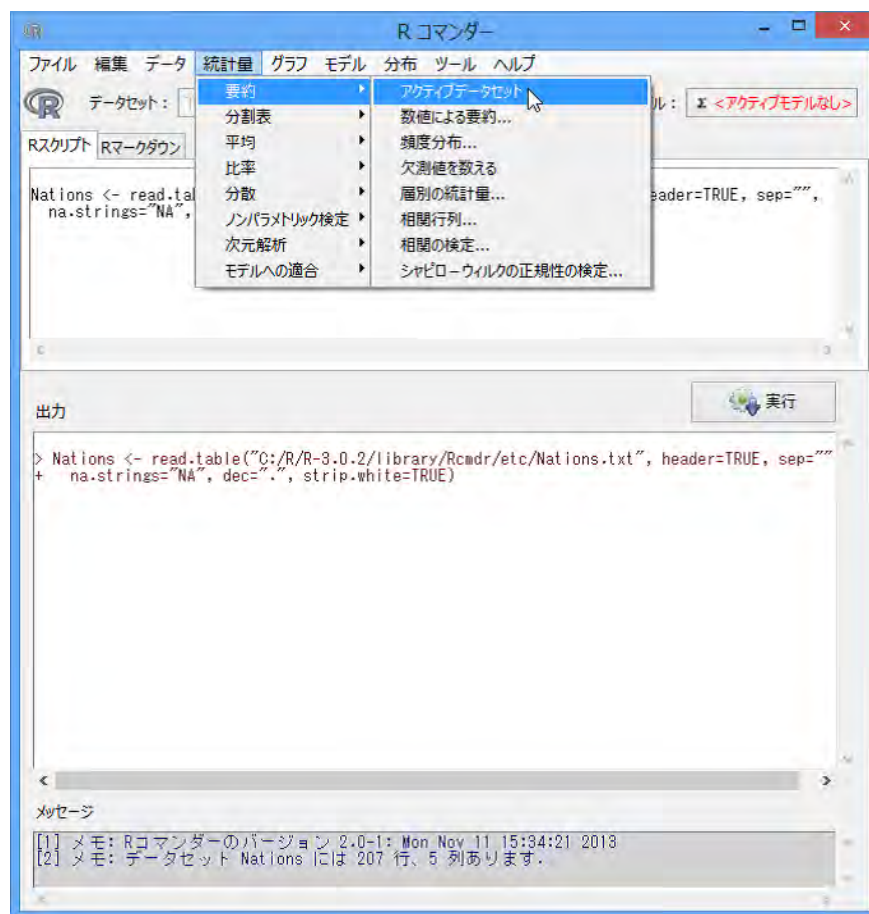 R コマンダー
ファイル 編集 データ 統計量 グラフ モデル 分布 ツール ヘルプ
データセット: ル: Σ <アクティブモデルなし>
要約 アクティブデータセット
分割表 数値による要約...
平均 頻度分布...
比率 欠測値を数える
分散 層別の統計量...
ノンパラメトリック検定 相関行列...
次元解析 相関の検定...
モデルへの適合 シャピロ-ウィルクの正規性の検定...
Rスクリプト Rマークダウン
Nations <- read.tal eader=TRUE, sep="",
na.strings="NA",
実行
出力
> Nations <- read.table("C:/R/R-3.0.2/library/Rcmdr/etc/Nations.txt", header=TRUE, sep=""
+ na.strings="NA", dec=".", strip.white=TRUE)
メッセージ
[1] メモ: Rコマンダーのバージョン 2.0-1: Mon Nov 11 15:34:21 2013
[2] メモ: データセット Nations には 207 行、5 列あります.